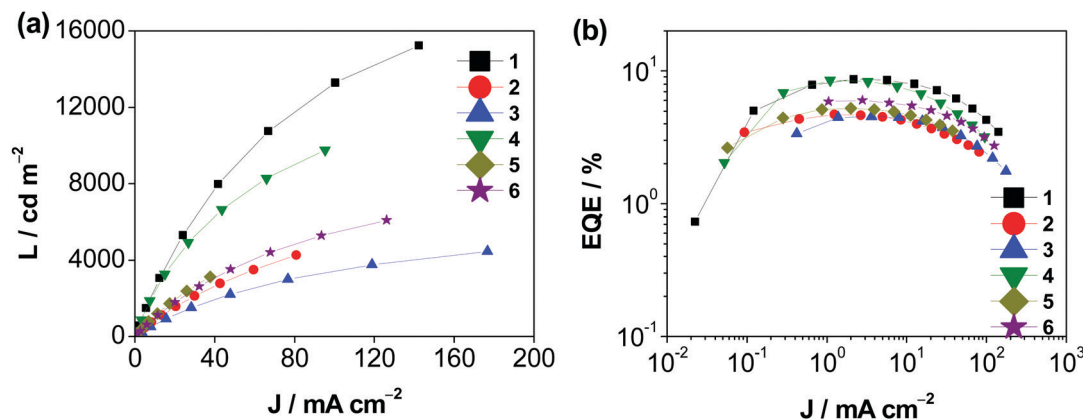 (a)
16000
12000
8000
4000
0
L / cd m⁻²
0 40 80 120 160 200
J / mA cm⁻²
1
2
3
4
5
6
(b)
10¹
10⁰
10⁻¹
EQE / %
10⁻² 10⁻¹ 10⁰ 10¹ 10² 10³
J / mA cm⁻²
1
2
3
4
5
6